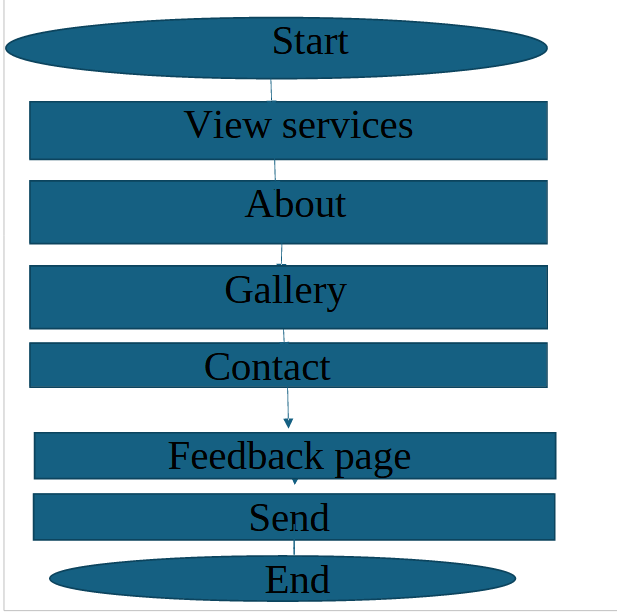 Start
View services
About
Gallery
Contact
Feedback page
Send
End